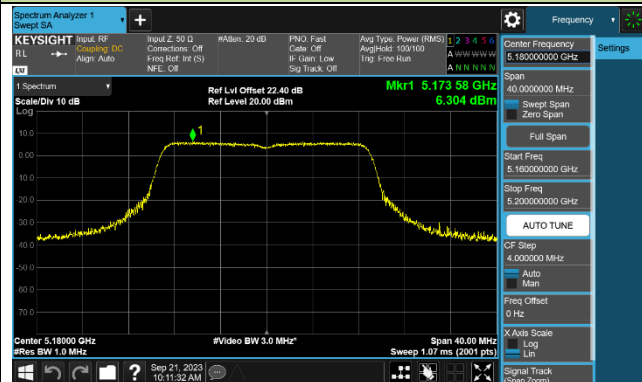 Spectrum Analyzer 1
Swept SA
Frequency
KEYSIGHT
RL
LXI
Input: RF
Coupling: DC
Align: Auto
Input Z: 50 Ω
Corrections: Off
Freq Ref: Int (S)
NFE: Off
#Atten: 20 dB
PNO: Fast
Gate: Off
IF Gain: Low
Sig Track: Off
Avg Type: Power (RMS)
Avg|Hold: 100/100
Trig: Free Run
1 2 3 4 5 6
A W W W W W
A N N N N N
1 Spectrum
Scale/Div 10 dB
Log
Ref Lvl Offset 22.40 dB
Ref Level 20.00 dBm
Mkr1 5.173 58 GHz
6.304 dBm
1
10.0
0.00
-10.0
-20.0
-30.0
-40.0
-50.0
-60.0
-70.0
Center 5.18000 GHz
#Res BW 1.0 MHz
#Video BW 3.0 MHz*
Span 40.00 MHz
Sweep 1.07 ms (2001 pts)
Sep 21, 2023
10:11:32 AM
Center Frequency
5.180000000 GHz
Settings
Span
40.0000000 MHz
Swept Span
Zero Span
Full Span
Start Freq
5.160000000 GHz
Stop Freq
5.200000000 GHz
AUTO TUNE
CF Step
4.000000 MHz
Auto
Man
Freq Offset
0 Hz
X Axis Scale
Log
Lin
Signal Track
(Span Zoom)